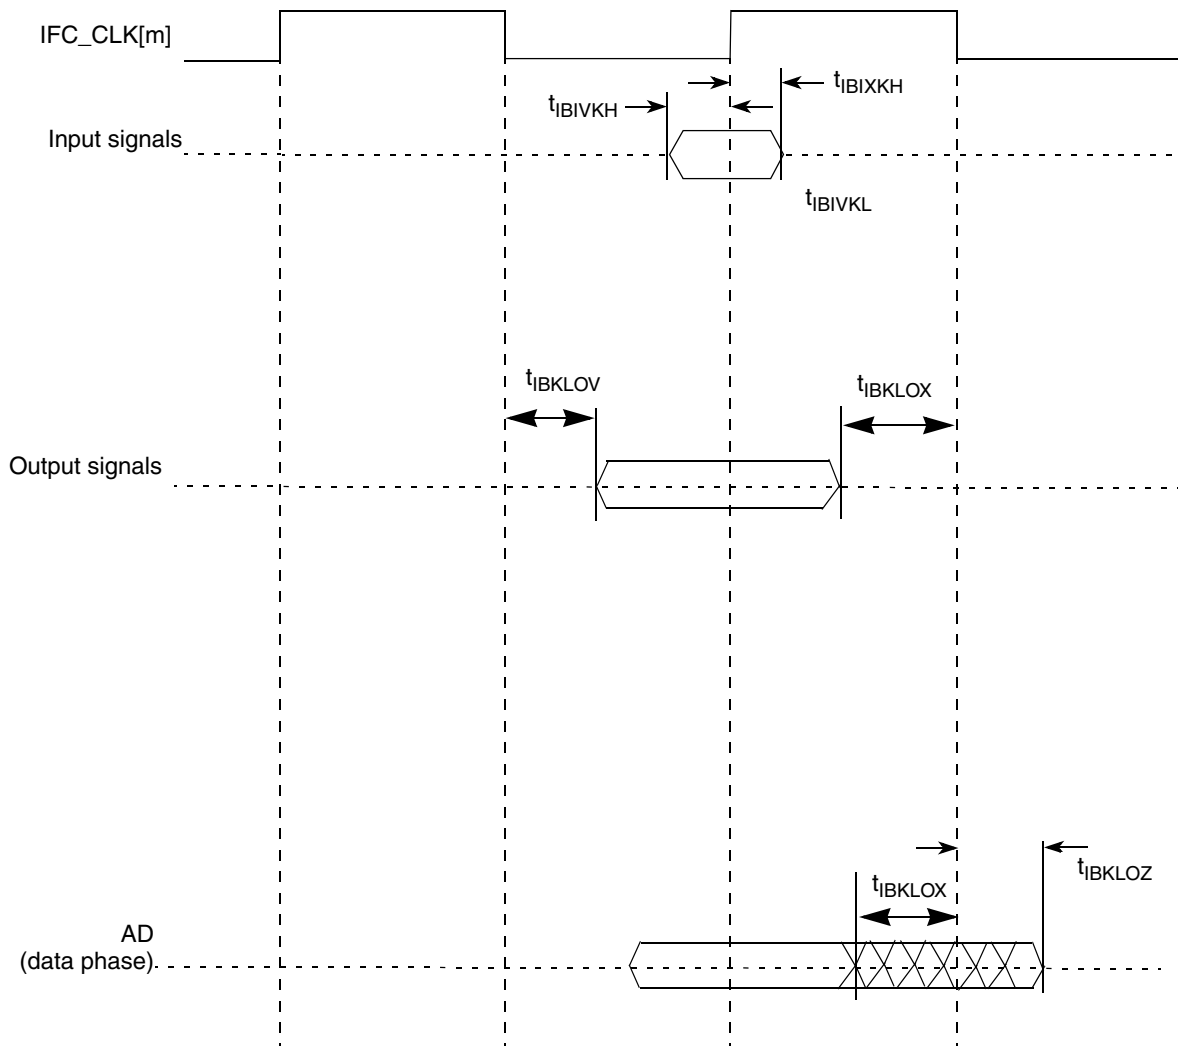 IFC_CLK[m]
tIBIXKH
tIBIVKH
Input signals
tIBIVKL
tIBKLOV
tIBKLOX
Output signals
tIBKLOZ
tIBKLOX
AD
(data phase)